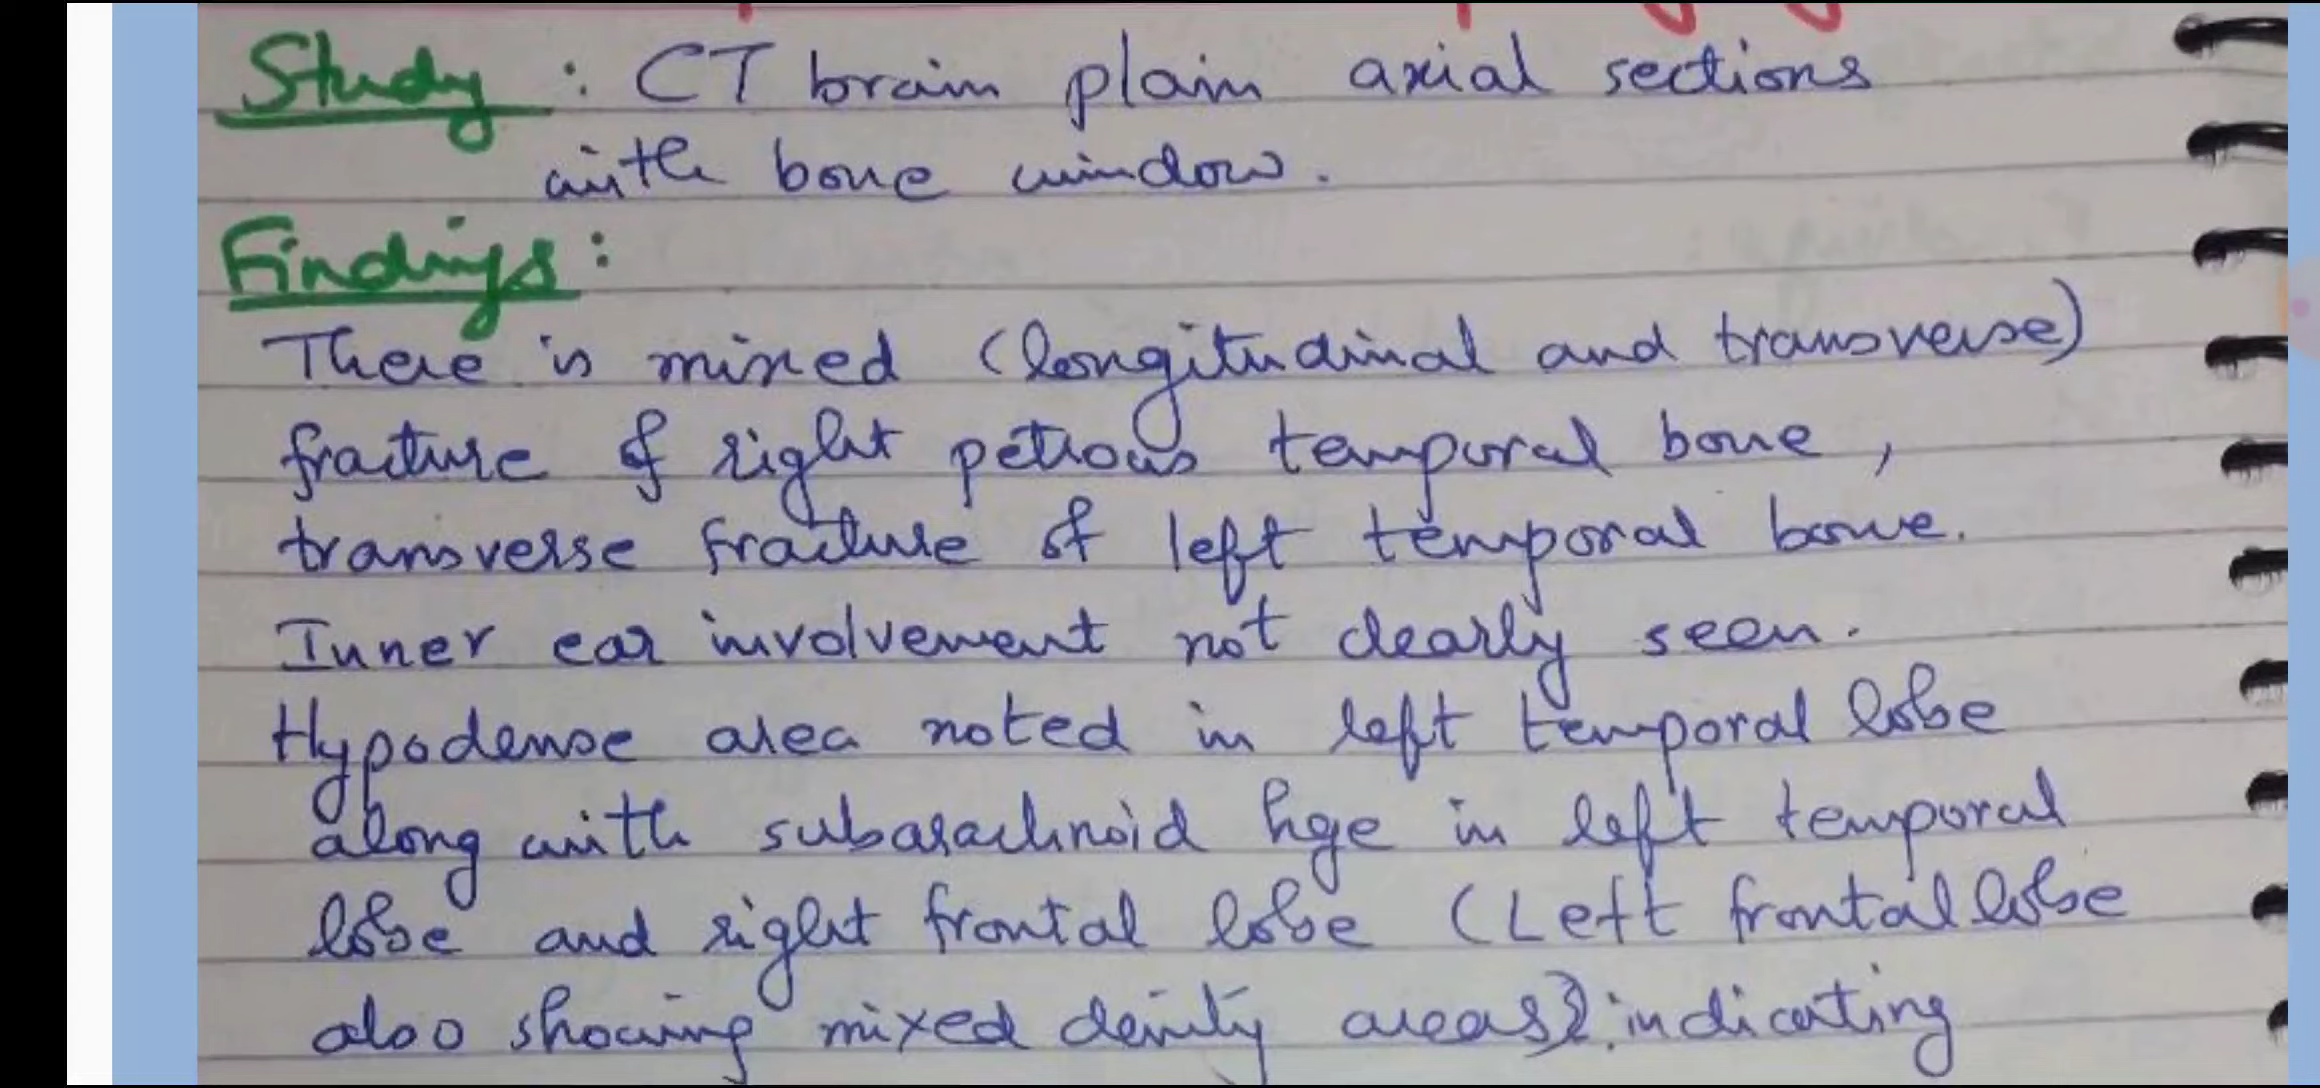 Study : CT brain plain axial sections
with bone window.
Findings :
There is mixed (longitudinal and transverse)
fracture of right petrous temporal bone,
transverse fracture of left temporal bone.
Inner ear involvement not clearly seen.
Hypodense area noted in left temporal lobe
along with subarachnoid hge in left temporal
lobe and right frontal lobe (Left frontal lobe
also showing mixed density areas). indicating